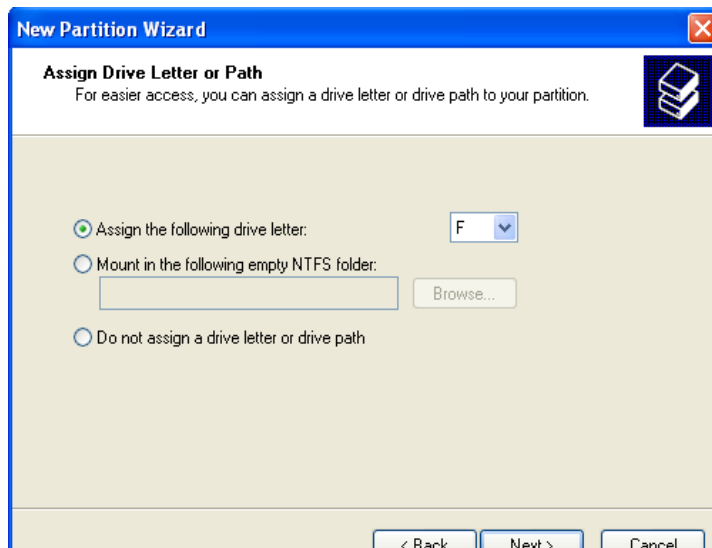 New Partition Wizard
Assign Drive Letter or Path
For easier access, you can assign a drive letter or drive path to your partition.
Assign the following drive letter: F
Mount in the following empty NTFS folder:
Browse...
Do not assign a drive letter or drive path
< Back Next > Cancel